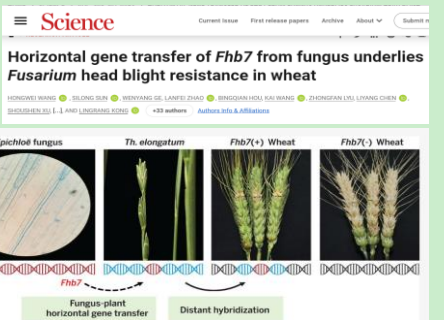 Science
Current Issue First release papers Archive About Submit
Horizontal gene transfer of Fhb7 from fungus underlies
Fusarium head blight resistance in wheat
HONGWEI WANG, SILONG SUN, WENYANG GE, LANFEI ZHAO, BINGQIAN HOU, KAI WANG, ZHONGFAN LYU, LIYANG CHEN,
SHOUSHEN XU, [...], AND LINGRANG KONG +33 authors Authors Info & Affiliations
pichloë fungus Th. elongatum Fhb7(+) Wheat Fhb7(-) Wheat
Fhb7
Fungus-plant
horizontal gene transfer
Distant hybridization